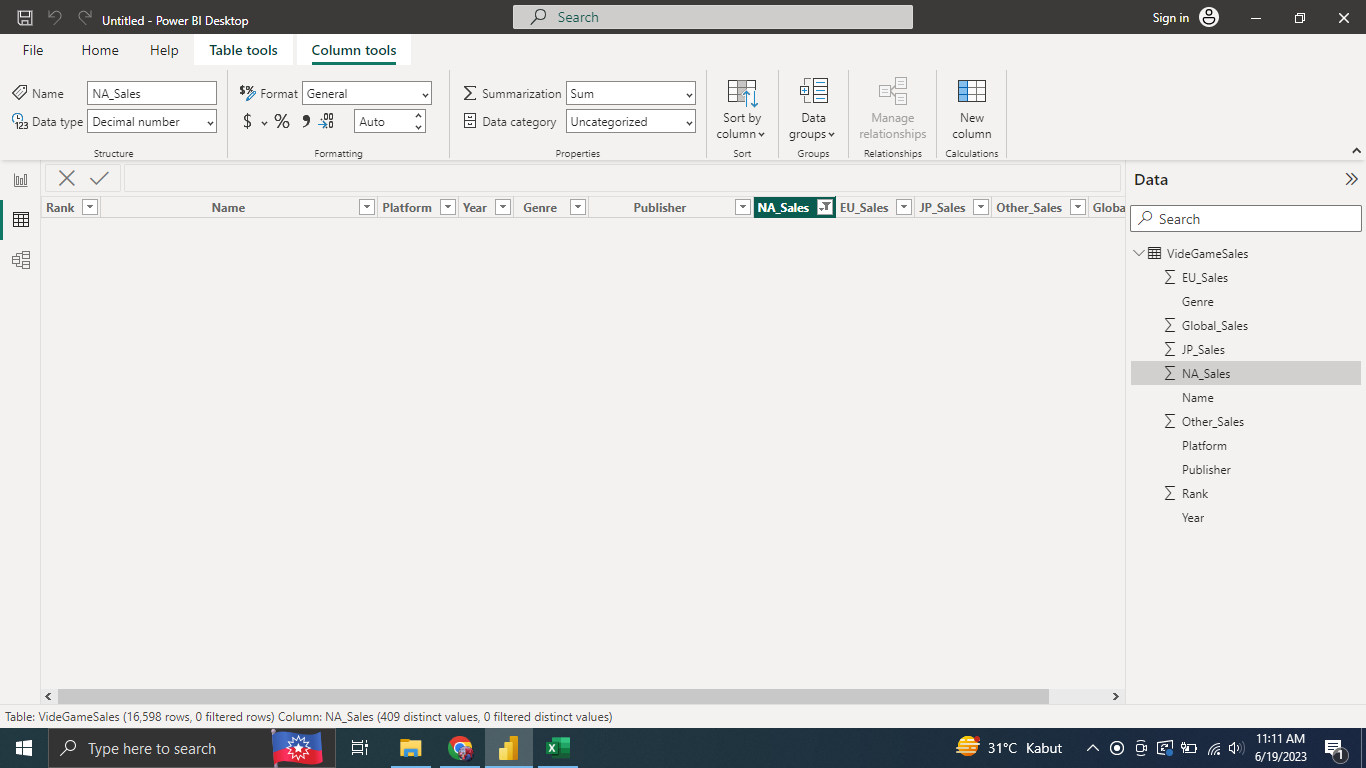 Untitled - Power BI Desktop
Search
Sign in
File Home Help Table tools Column tools
Name NA_Sales
Data type Decimal number
Structure
$% Format General
$ % Auto
Formatting
Summarization Sum
Data category Uncategorized
Properties
Sort by column
Sort
Data groups
Groups
Manage relationships
Relationships
New column
Calculations
Rank Name Platform Year Genre Publisher NA_Sales EU_Sales JP_Sales Other_Sales Globa
Data
Search
VideGameSales
EU_Sales
Genre
Global_Sales
JP_Sales
NA_Sales
Name
Other_Sales
Platform
Publisher
Rank
Year
Table: VideGameSales (16,598 rows, 0 filtered rows) Column: NA_Sales (409 distinct values, 0 filtered distinct values)
Type here to search
31°C Kabut
11:11 AM
6/19/2023
1